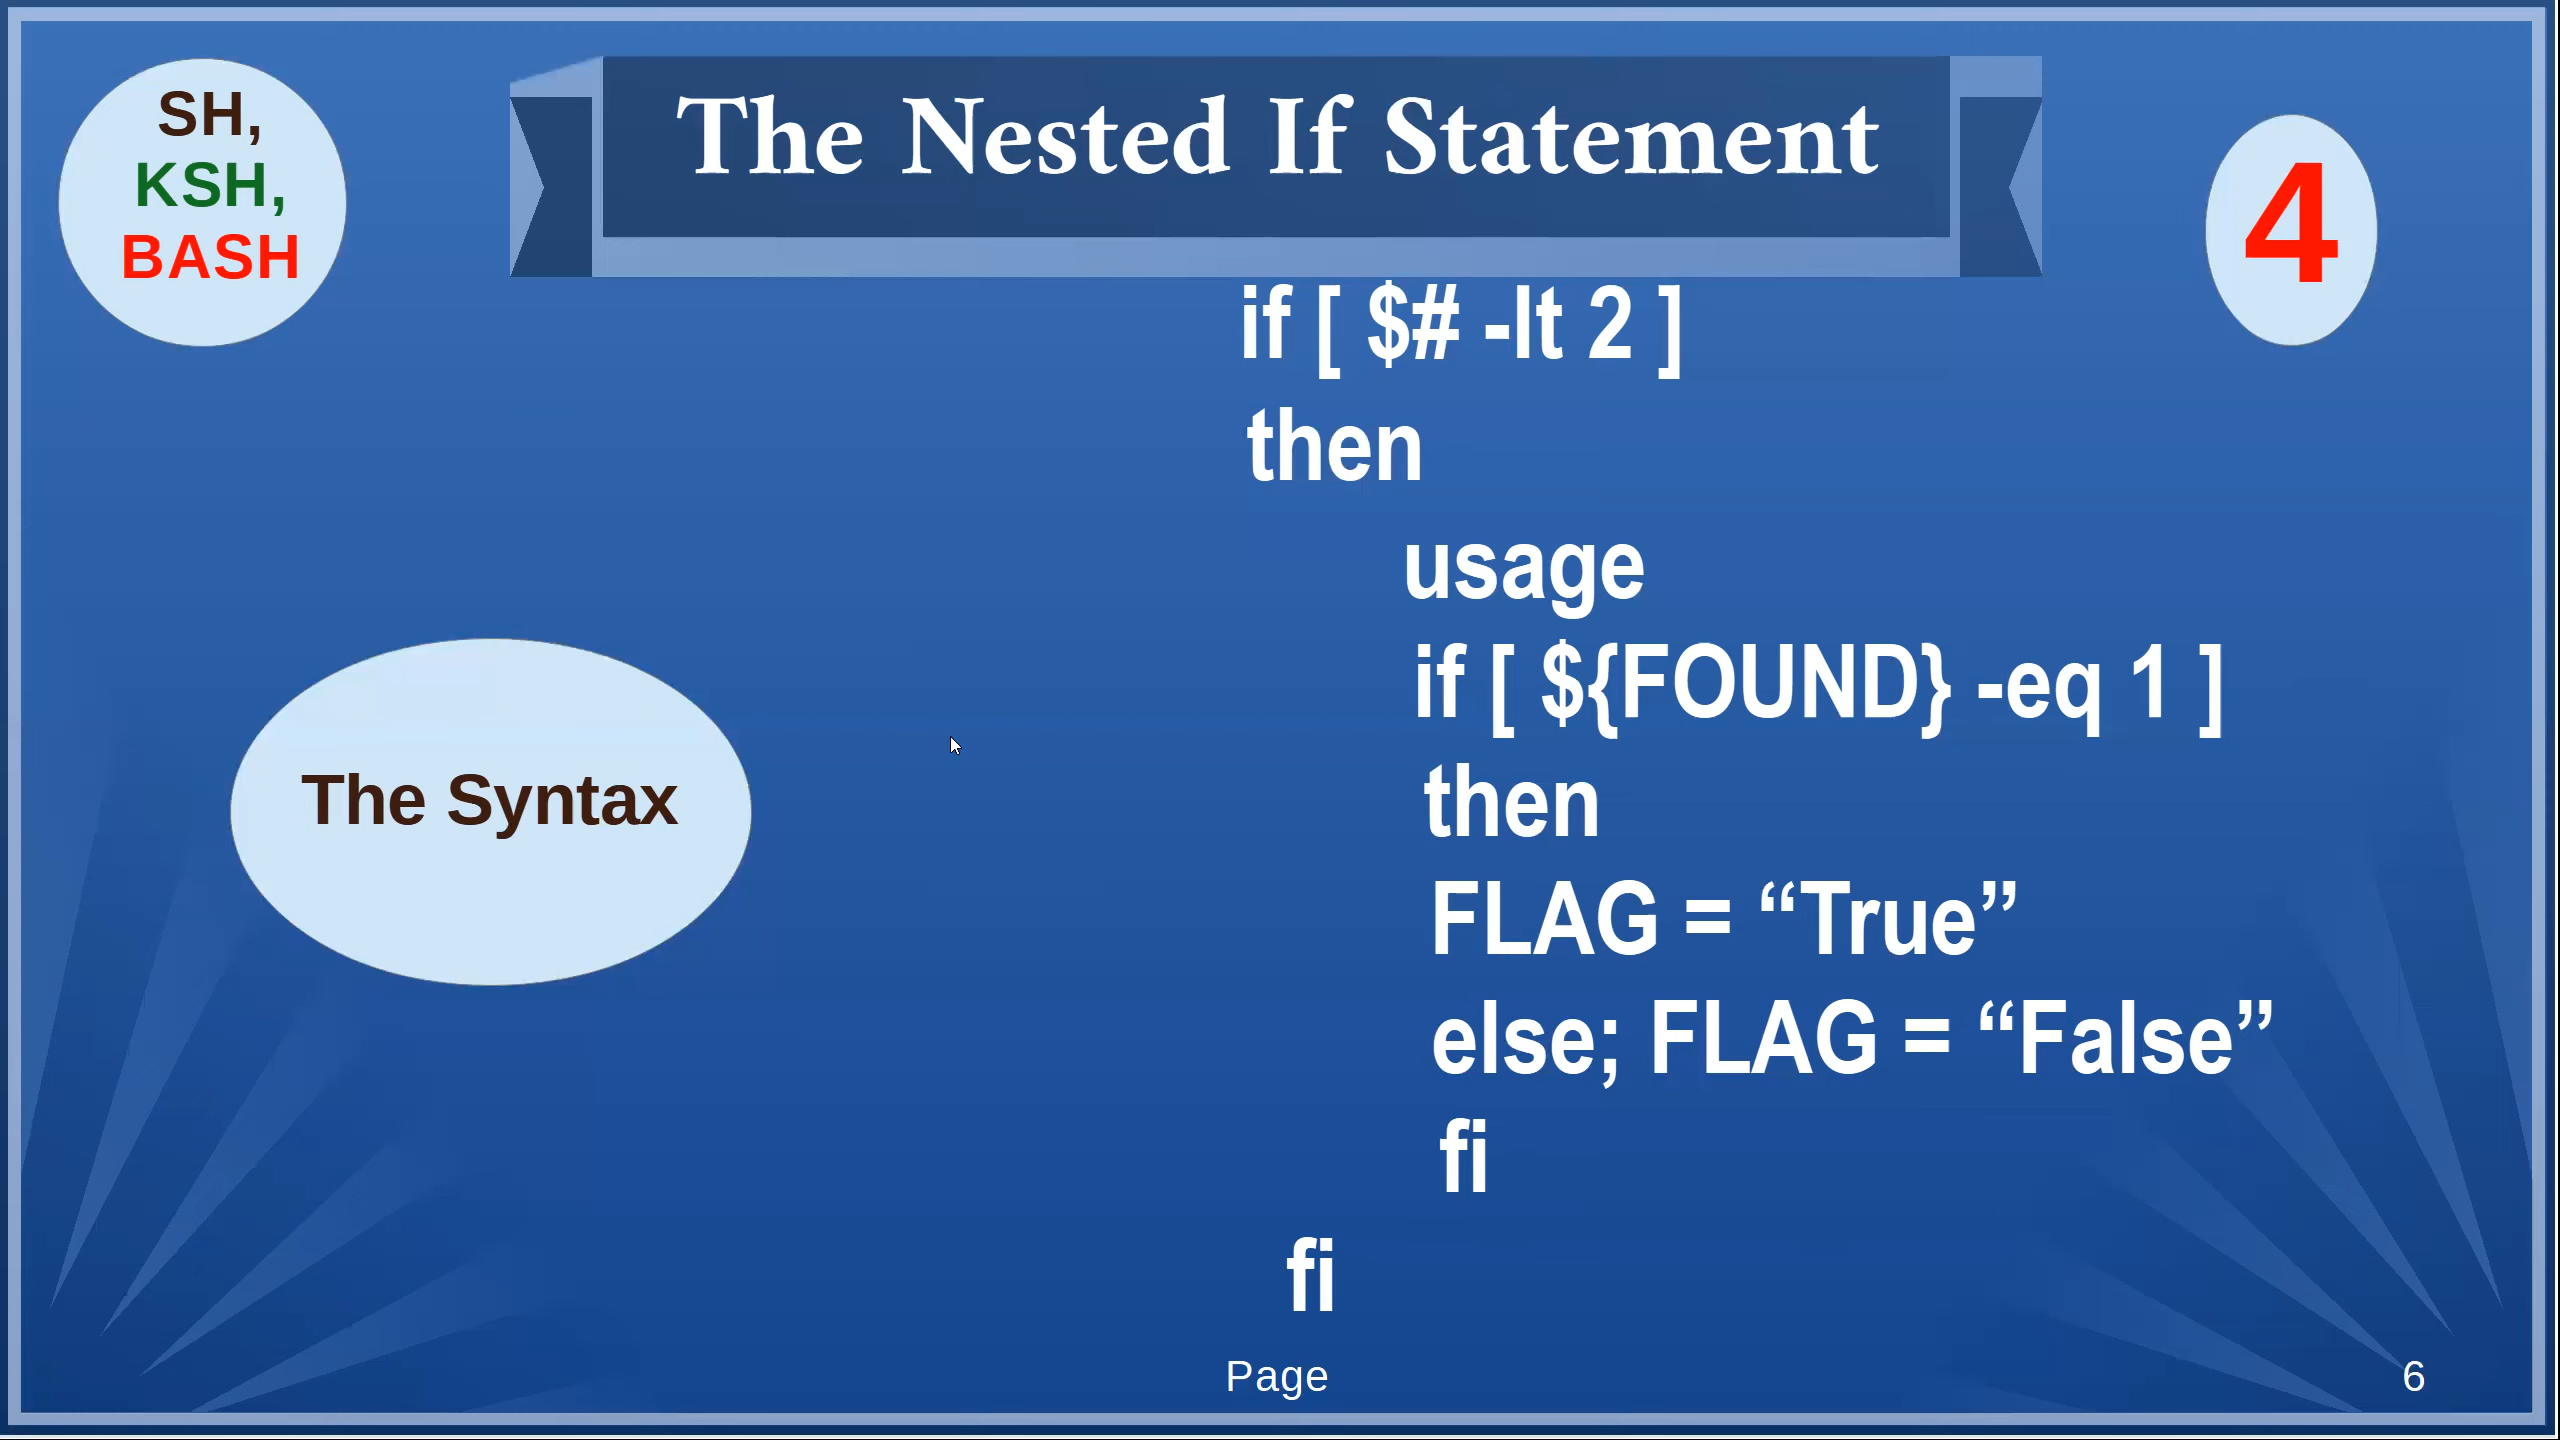 SH,
KSH,
BASH
The Nested If Statement
4
if [ $# -lt 2 ]
then
usage
if [ ${FOUND} -eq 1 ]
then
FLAG = “True”
else; FLAG = “False”
fi
fi
The Syntax
Page
6